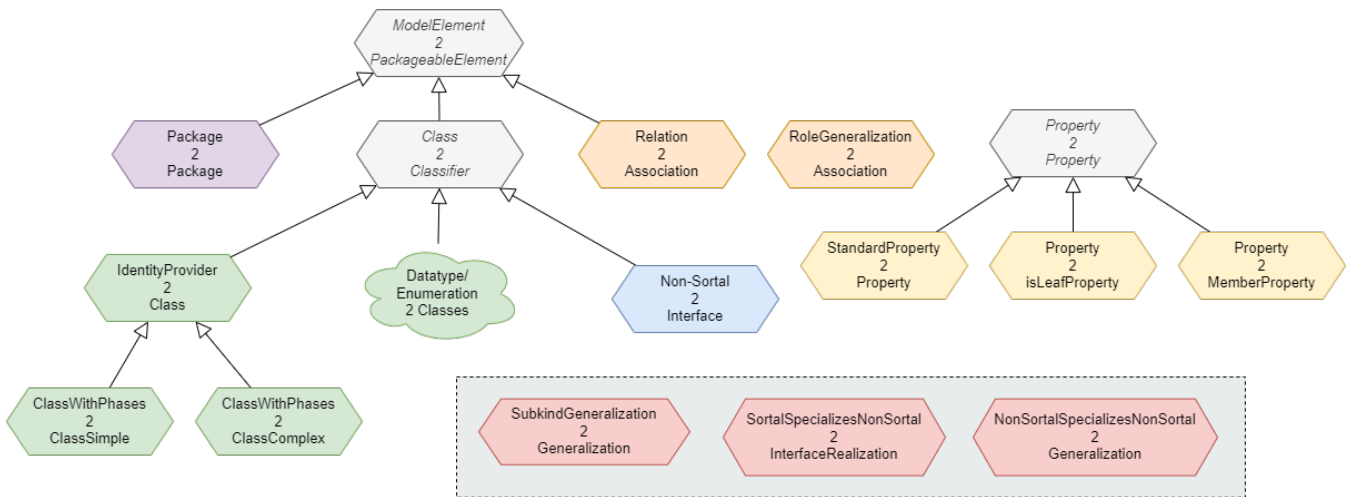 ModelElement
2
PackageableElement
Package
2
Package
Class
2
Classifier
Relation
2
Association
RoleGeneralization
2
Association
Property
2
Property
IdentityProvider
2
Class
Datatype/
Enumeration
2 Classes
Non-Sortal
2
Interface
StandardProperty
2
Property
Property
2
isLeafProperty
Property
2
MemberProperty
ClassWithPhases
2
ClassSimple
ClassWithPhases
2
ClassComplex
SubkindGeneralization
2
Generalization
SortalSpecializesNonSortal
2
InterfaceRealization
NonSortalSpecializesNonSortal
2
Generalization